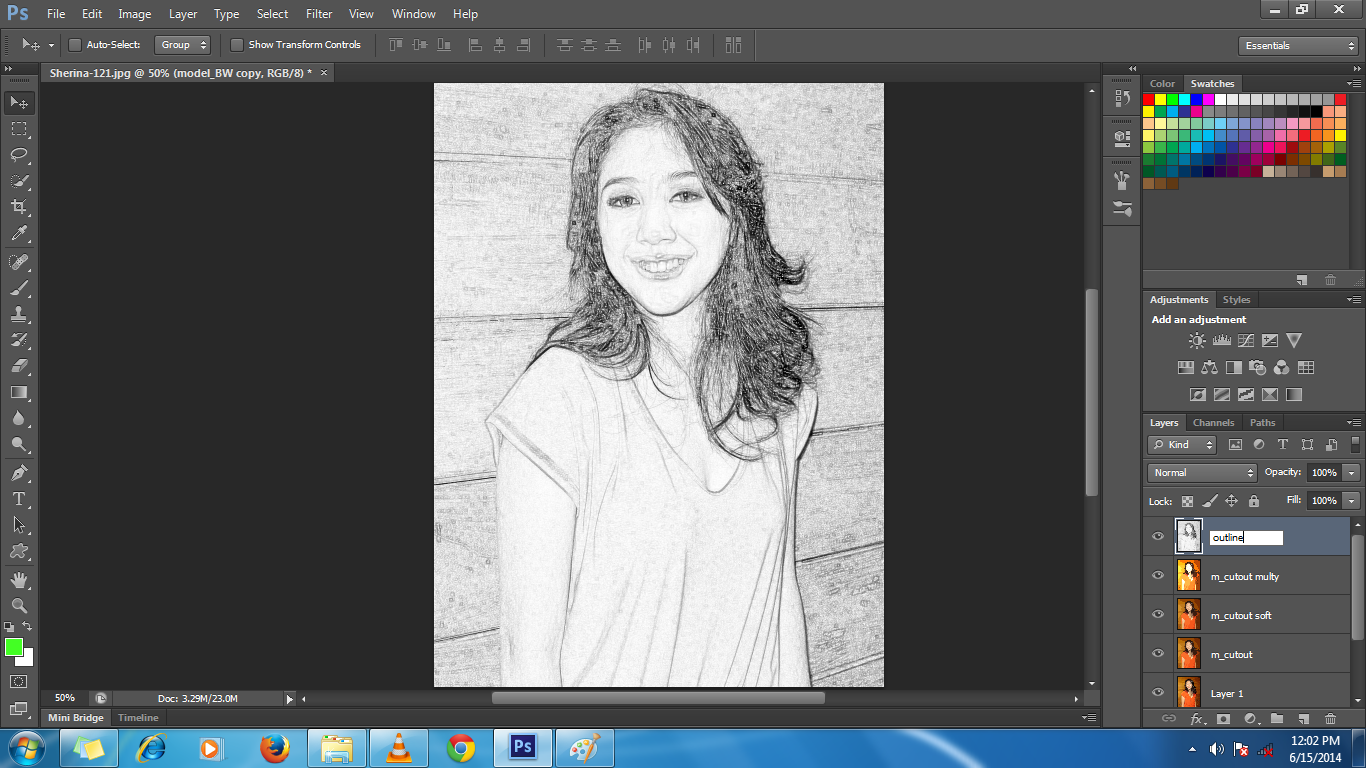 Ps File Edit Image Layer Type Select Filter View Window Help
Auto-Select: Group Show Transform Controls Essentials
Sherina-121.jpg @ 50% (model_BW copy, RGB/8) * ×
Color Swatches
Adjustments Styles
Add an adjustment
Layers Channels Paths
Kind
Normal Opacity: 100%
Lock: Fill: 100%
outline
m_cutout multy
m_cutout soft
m_cutout
Layer 1
50% Doc: 3.29M/23.0M
Mini Bridge Timeline
Ps
12:02 PM
6/15/2014